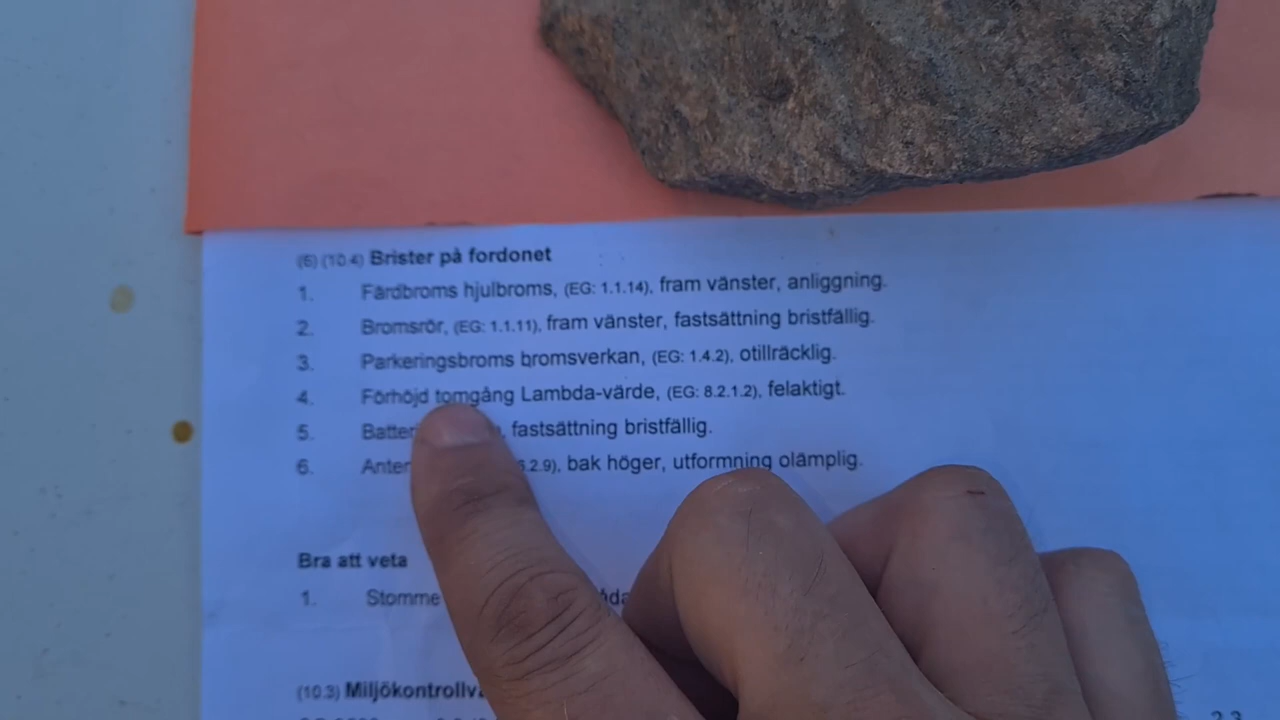 (6) (10.4) Brister på fordonet
1. Färdbroms hjulbroms, (EG: 1.1.14), fram vänster, anliggning.
2. Bromsrör, (EG: 1.1.11), fram vänster, fastsättning bristfällig.
3. Parkeringsbroms bromsverkan, (EG: 1.4.2), otillräcklig.
4. Förhöjd tomgång Lambda-värde, (EG: 8.2.1.2), felaktigt.
5. fastsättning bristfällig.
6. bak höger, utformning olämplig.
Bra att veta
1. Stomme
(10.3)